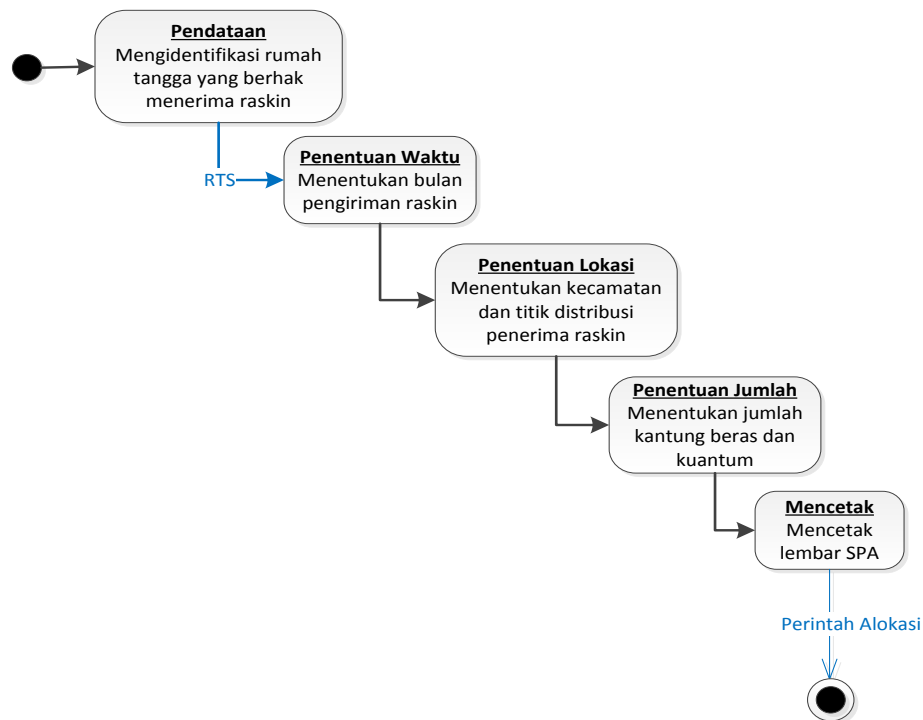 Pendataan
Mengidentifikasi rumah
tangga yang berhak
menerima raskin
RTS
Penentuan Waktu
Menentukan bulan
pengiriman raskin
Penentuan Lokasi
Menentukan kecamatan
dan titik distribusi
penerima raskin
Penentuan Jumlah
Menentukan jumlah
kantung beras dan
kuantum
Mencetak
Mencetak
lembar SPA
Perintah Alokasi